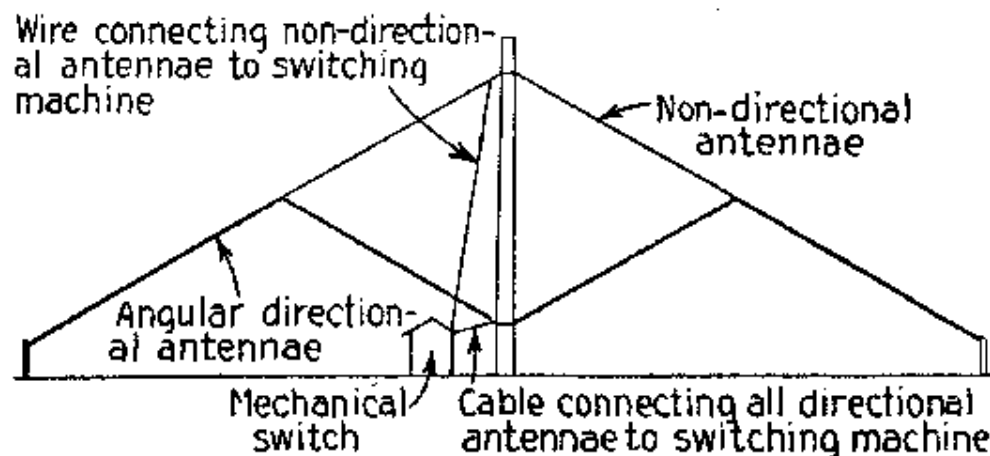 Wire connecting non-direction-
al antennae to switching
machine
Non-directional
antennae
Angular direction-
al antennae
Mechanical
switch
Cable connecting all directional
antennae to switching machine